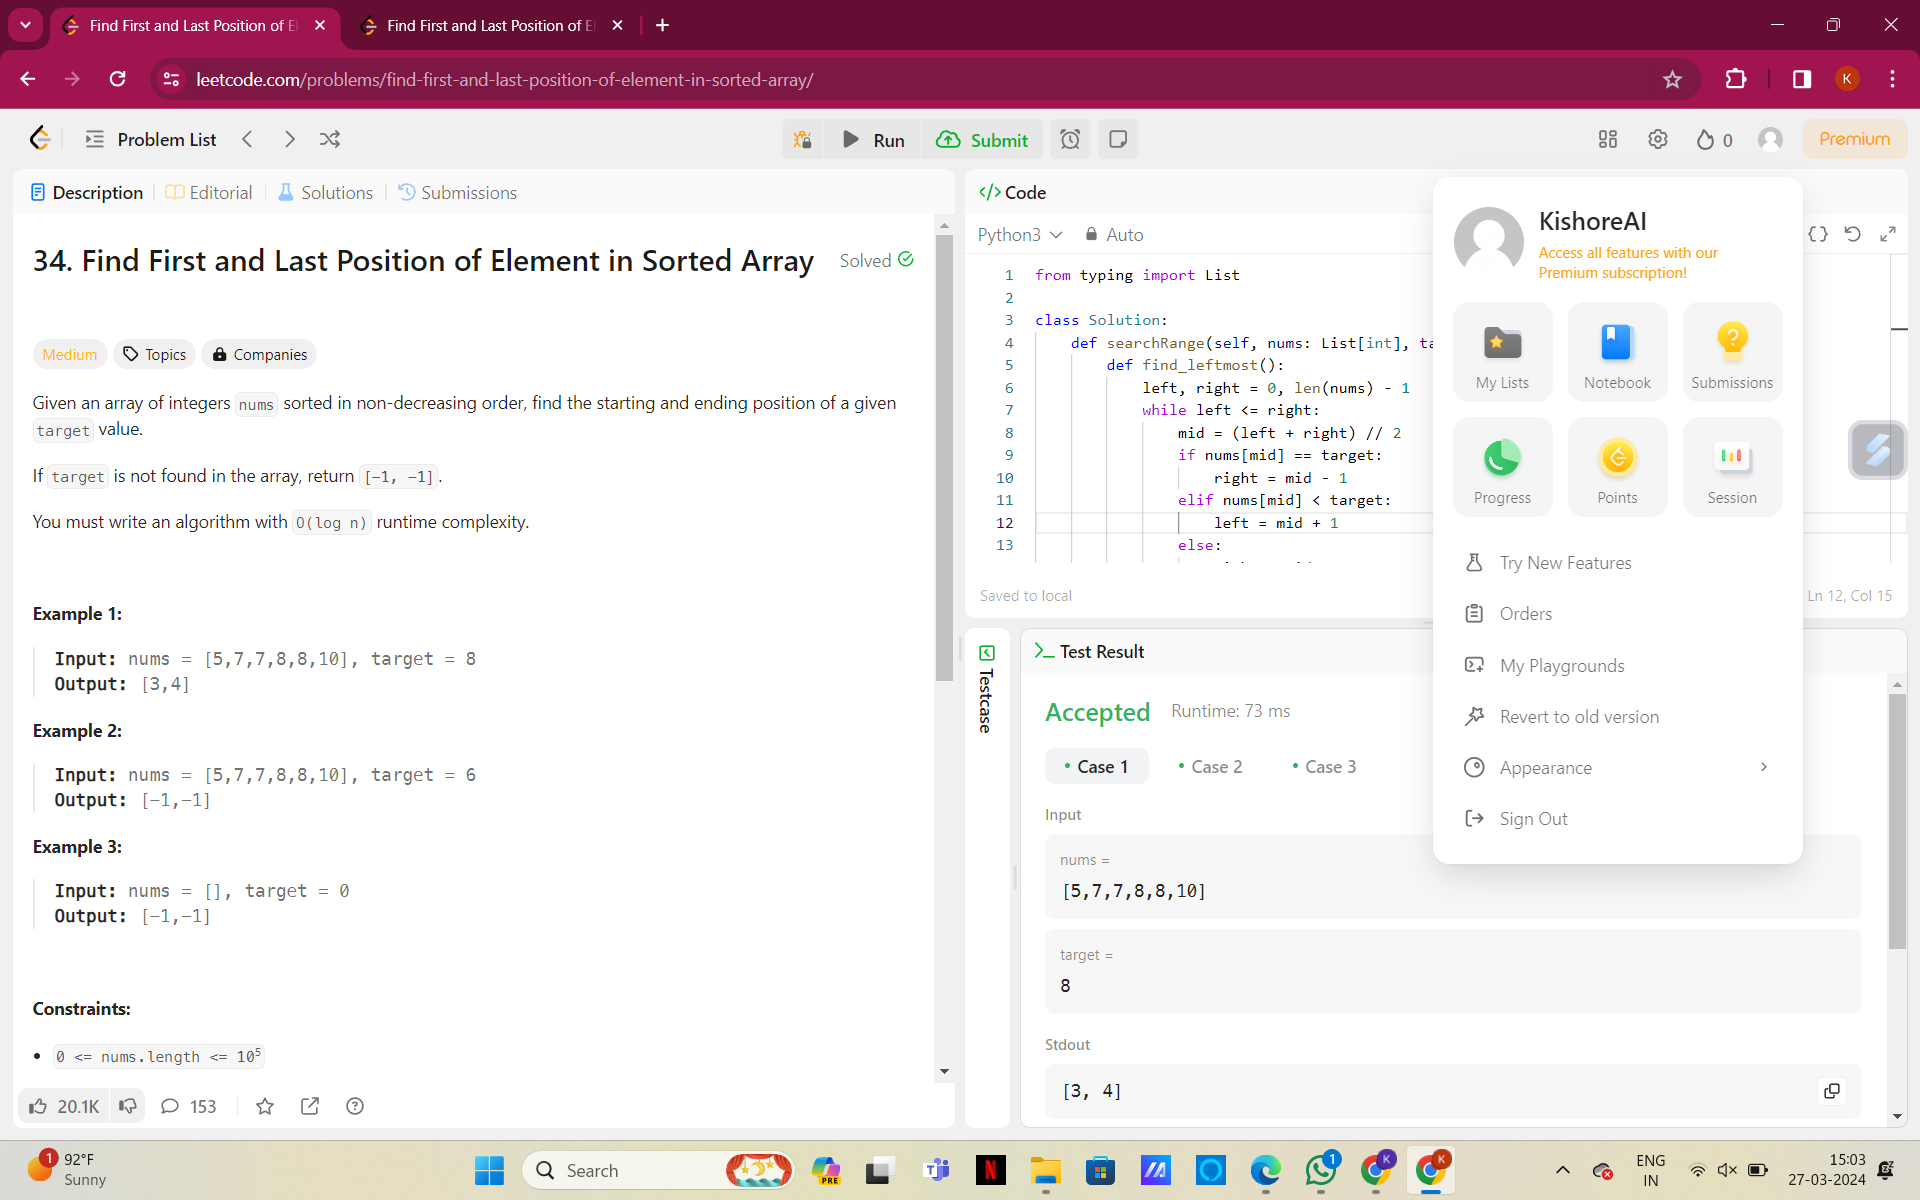 Find First and Last Position of El
Find First and Last Position of El
leetcode.com/problems/find-first-and-last-position-of-element-in-sorted-array/
K
Problem List
Run
Submit
0
Premium
Description
Editorial
Solutions
Submissions
34. Find First and Last Position of Element in Sorted Array
Solved
Medium
Topics
Companies
Given an array of integers nums sorted in non-decreasing order, find the starting and ending position of a given
target value.
If target is not found in the array, return [-1, -1].
You must write an algorithm with O(log n) runtime complexity.
Example 1:
Input: nums = [5,7,7,8,8,10], target = 8
Output: [3,4]
Example 2:
Input: nums = [5,7,7,8,8,10], target = 6
Output: [-1,-1]
Example 3:
Input: nums = [], target = 0
Output: [-1,-1]
Constraints:
• 0 <= nums.length <= 10⁵
20.1K
153
</> Code
Python3
Auto
1 from typing import List
2
3 class Solution:
4 def searchRange(self, nums: List[int], ta
5 def find_leftmost():
6 left, right = 0, len(nums) - 1
7 while left <= right:
8 mid = (left + right) // 2
9 if nums[mid] == target:
10 right = mid - 1
11 elif nums[mid] < target:
12 left = mid + 1
13 else:
Saved to local
Ln 12, Col 15
Testcase
Test Result
Accepted
Runtime: 73 ms
• Case 1
• Case 2
• Case 3
Input
nums =
[5,7,7,8,8,10]
target =
8
Stdout
[3, 4]
KishoreAI
Access all features with our
Premium subscription!
My Lists
Notebook
Submissions
Progress
Points
Session
Try New Features
Orders
My Playgrounds
Revert to old version
Appearance
Sign Out
1
92°F
Sunny
Search
PRE
N
1
K
K
ENG
IN
15:03
27-03-2024